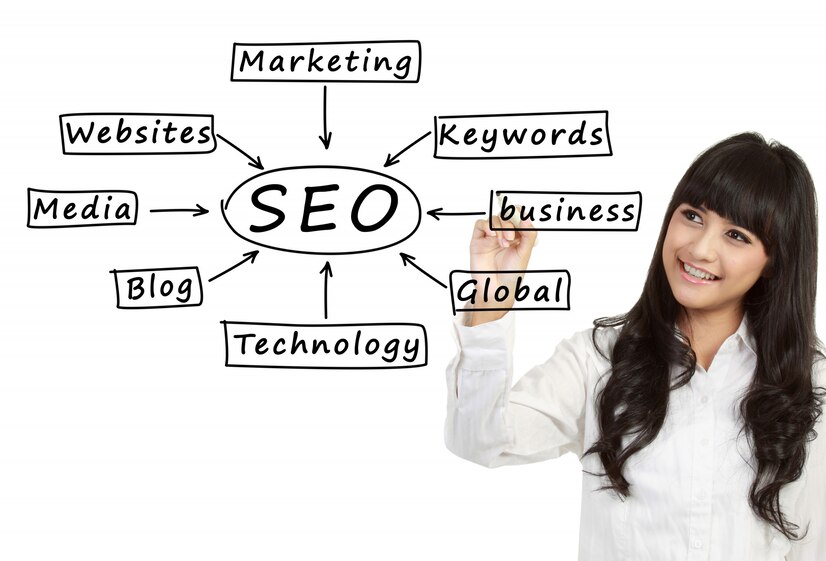 Marketing
Websites
Keywords
Media
SEO
business
Blog
Global
Technology